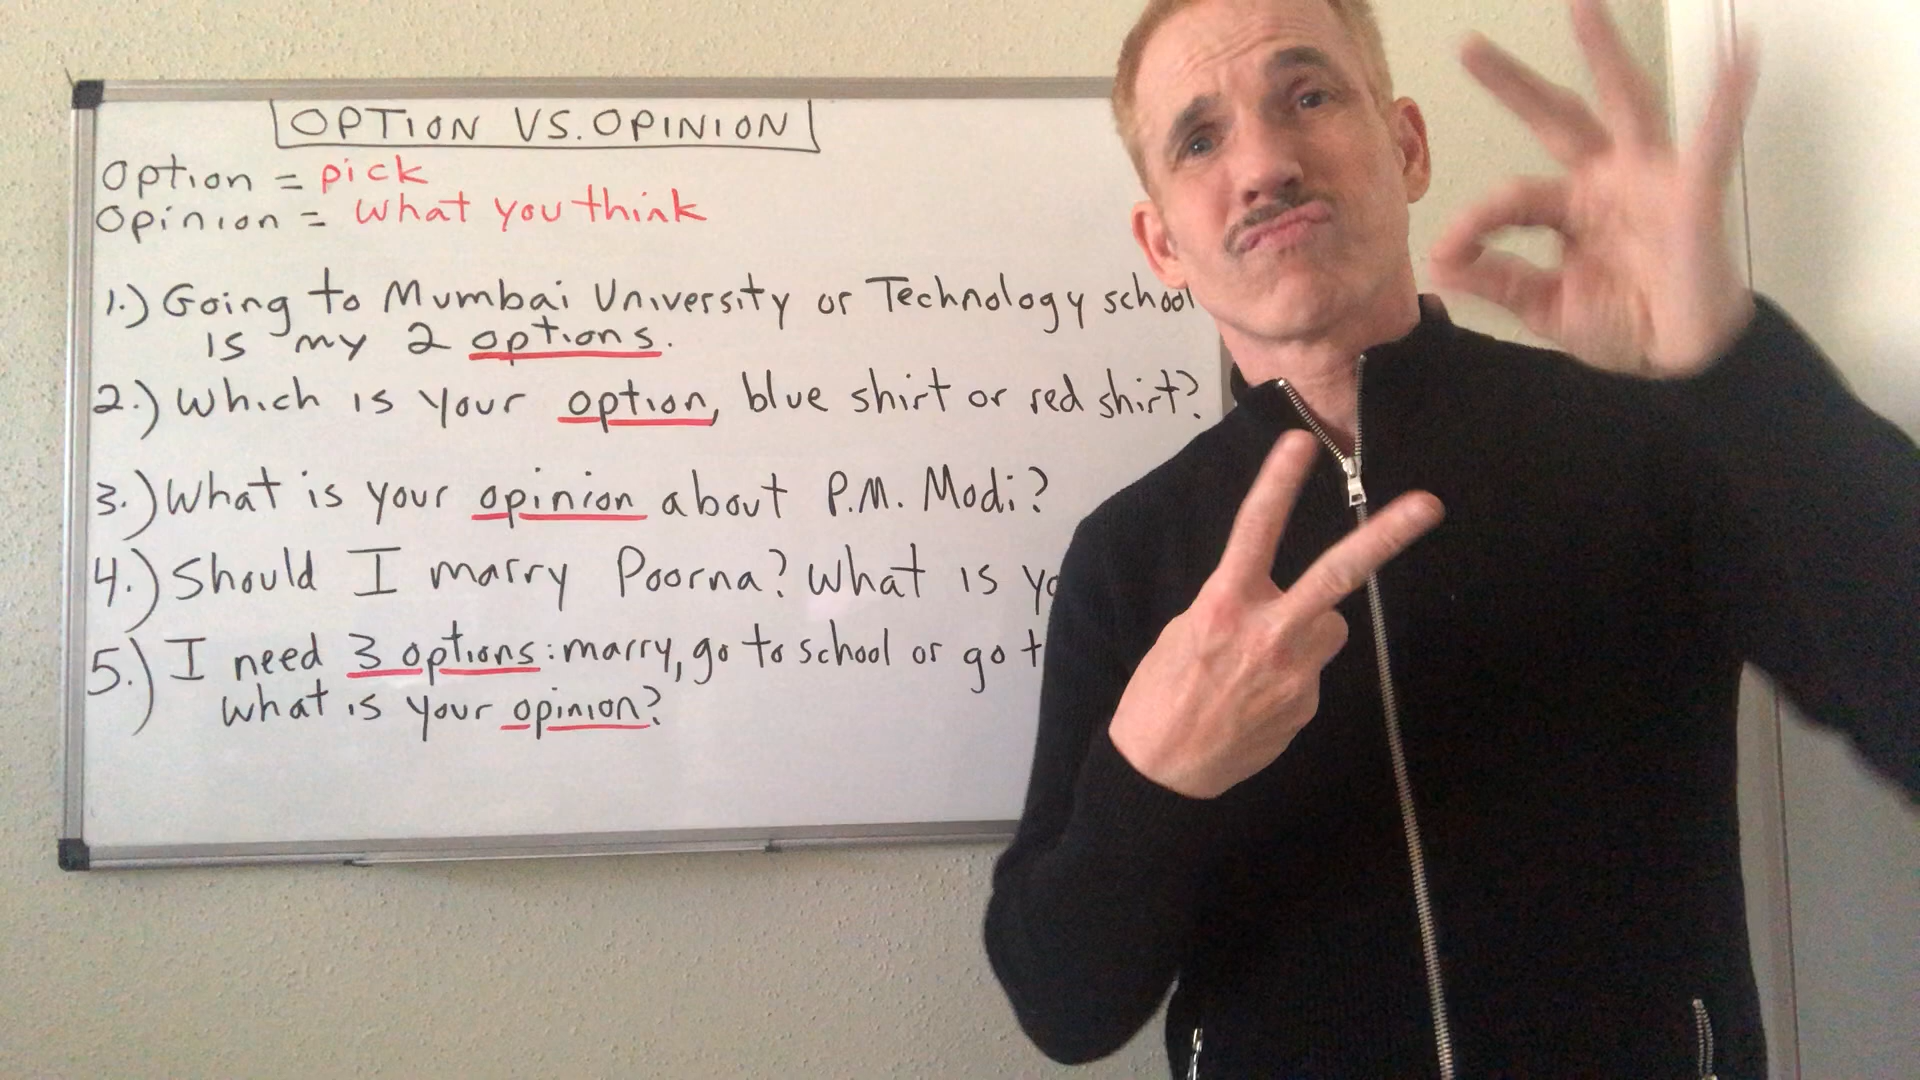 OPTION VS. OPINION
Option = pick
Opinion = what you think
1.) Going to Mumbai University or Technology school
is my 2 options.
2.) Which is your option, blue shirt or red shirt?
3.) What is your opinion about P.M. Modi?
4.) Should I marry Poorna? What is
5.) I need 3 options: marry, go to school or go
What is your opinion?